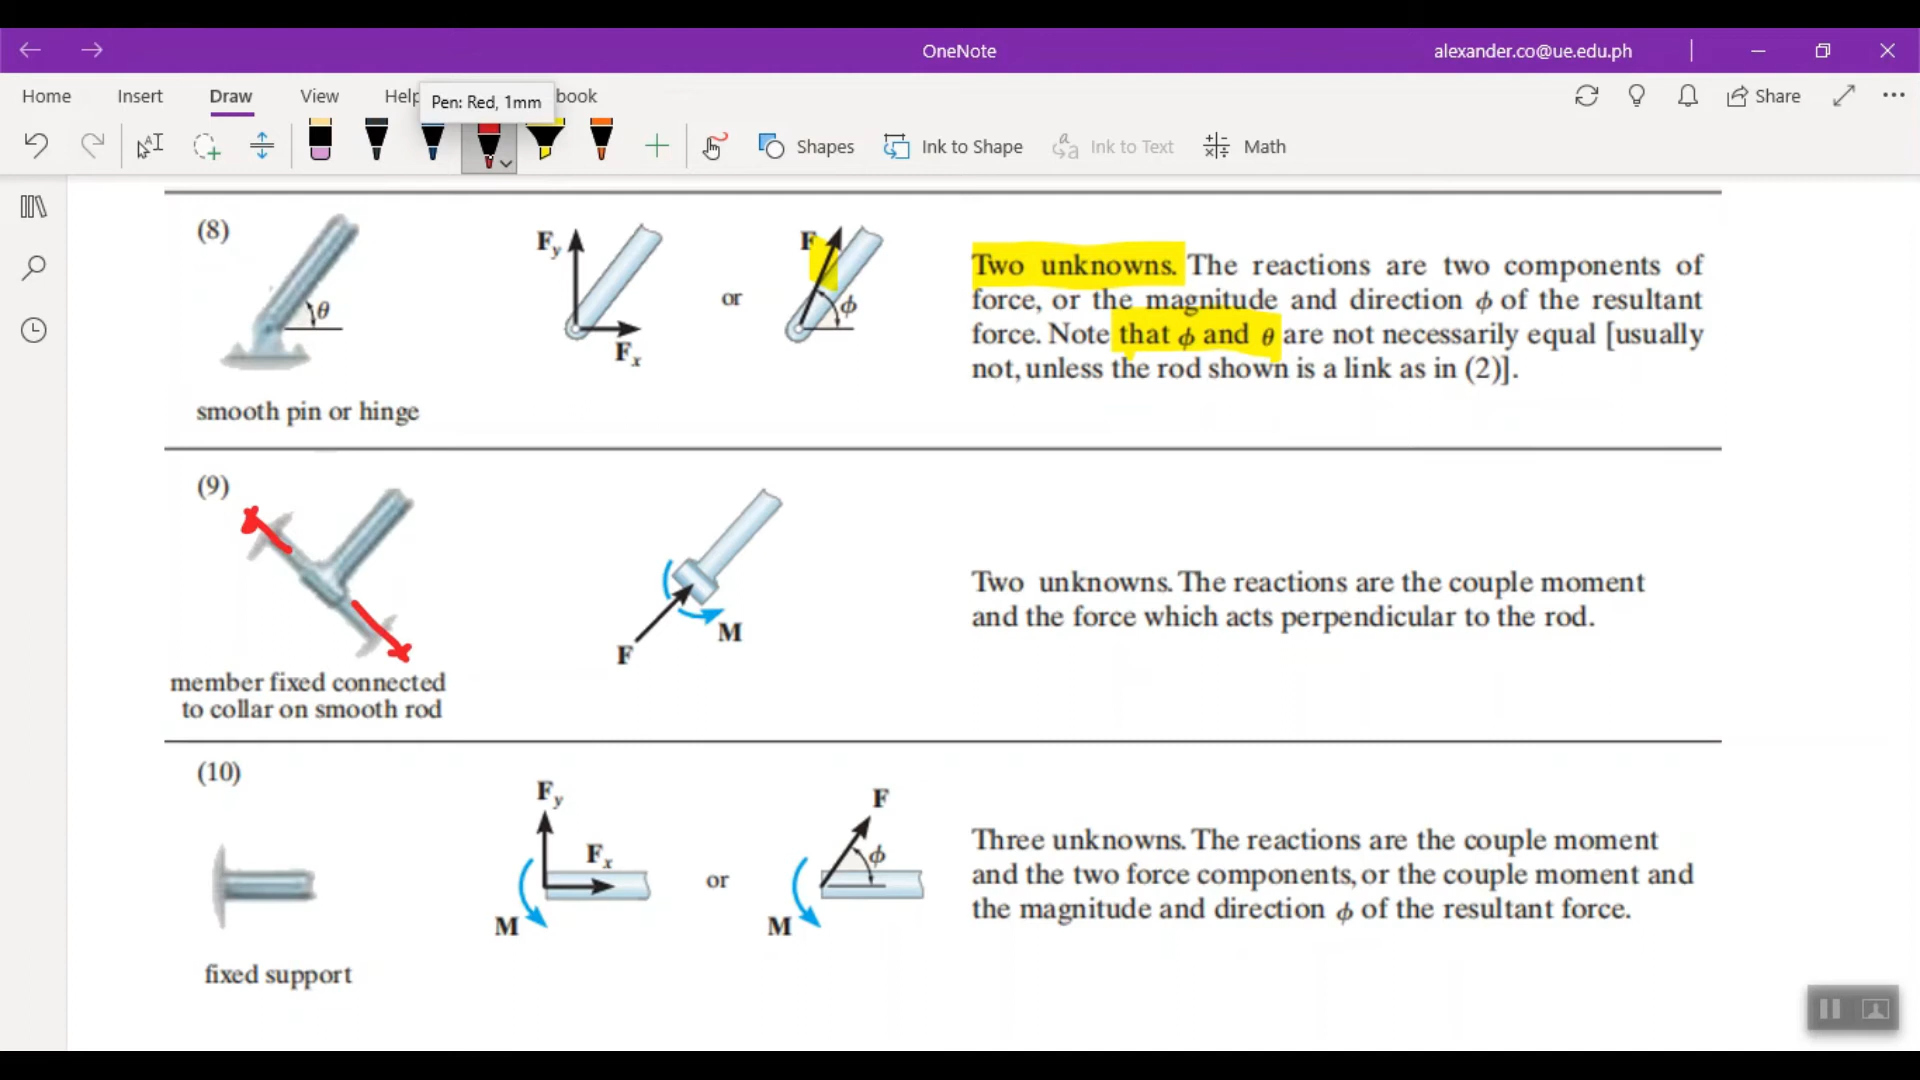 OneNote
alexander.co@ue.edu.ph
Home Insert Draw View Help book Share
Pen: Red, 1mm
Shapes Ink to Shape Ink to Text Math
(8)
θ
smooth pin or hinge
Fy
Fx
or
F
ϕ
Two unknowns. The reactions are two components of
force, or the magnitude and direction ϕ of the resultant
force. Note that ϕ and θ are not necessarily equal [usually
not, unless the rod shown is a link as in (2)].
(9)
member fixed connected
to collar on smooth rod
F
M
Two unknowns. The reactions are the couple moment
and the force which acts perpendicular to the rod.
(10)
fixed support
Fy
Fx
M
or
F
ϕ
M
Three unknowns. The reactions are the couple moment
and the two force components, or the couple moment and
the magnitude and direction ϕ of the resultant force.